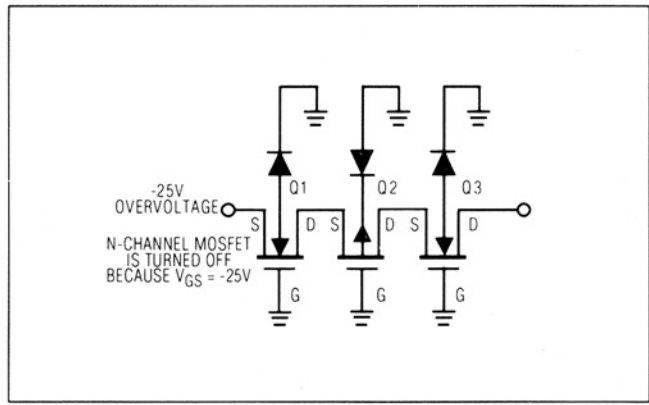 Q1
Q2
Q3
-25V
OVERVOLTAGE
S
D
S
D
S
D
N-CHANNEL MOSFET
IS TURNED OFF
BECAUSE VGS = -25V
G
G
G